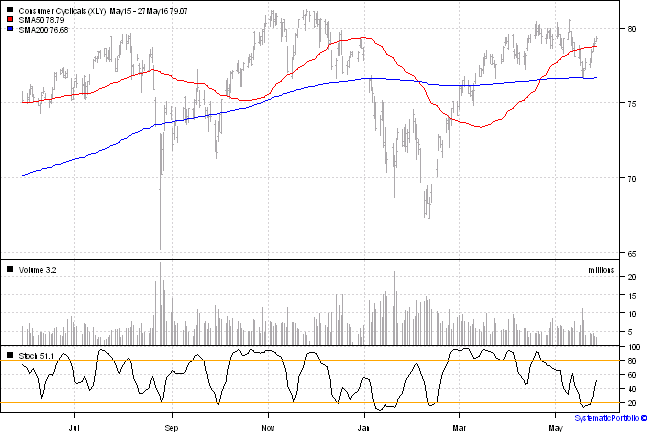 Consumer Cyclicals (XLY) May15 - 27May16 79.07
SMA50 78.79
SMA200 76.68
80
75
70
65
Volume 3.2
millions
20
15
10
5
Stoch 51.1
100
80
60
40
20
Jul Sep Nov Jan Mar May
SystematicPortfolio ©